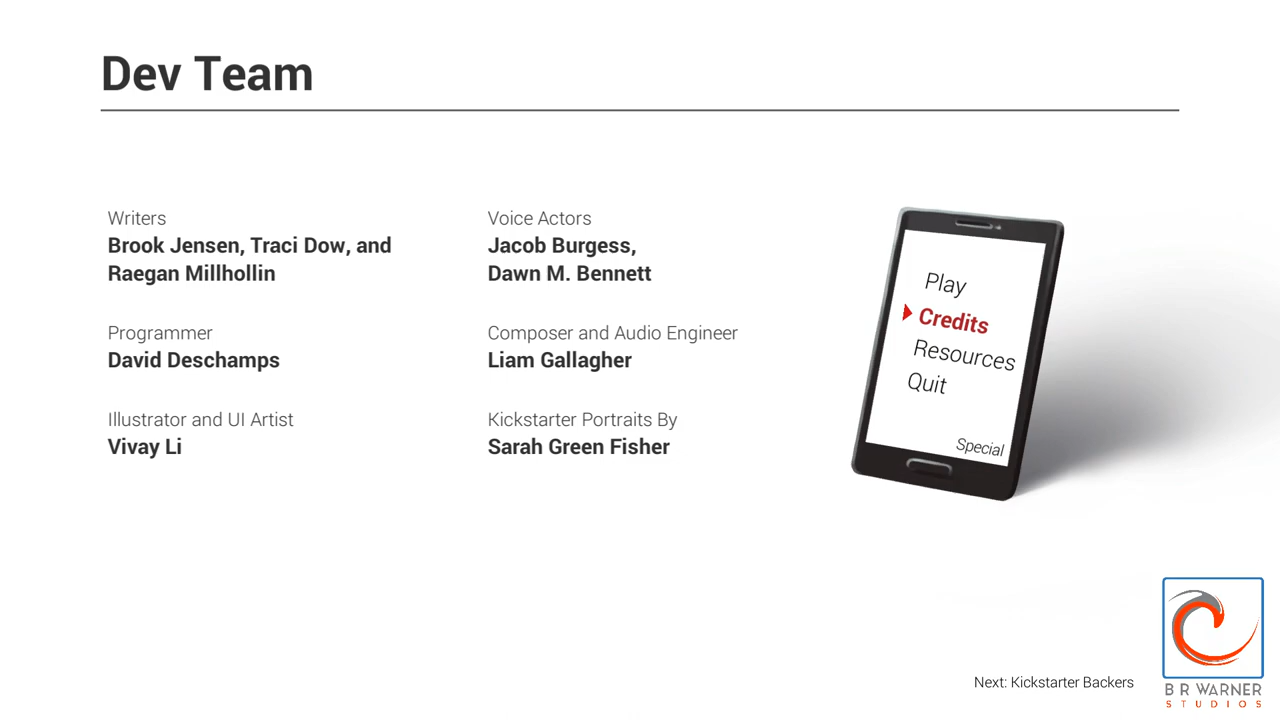 Dev Team
Writers
Brook Jensen, Traci Dow, and
Raegan Millhollin
Programmer
David Deschamps
Illustrator and UI Artist
Vivay Li
Voice Actors
Jacob Burgess,
Dawn M. Bennett
Composer and Audio Engineer
Liam Gallagher
Kickstarter Portraits By
Sarah Green Fisher
Play
Credits
Resources
Quit
Special
Next: Kickstarter Backers
B R WARNER
STUDIOS